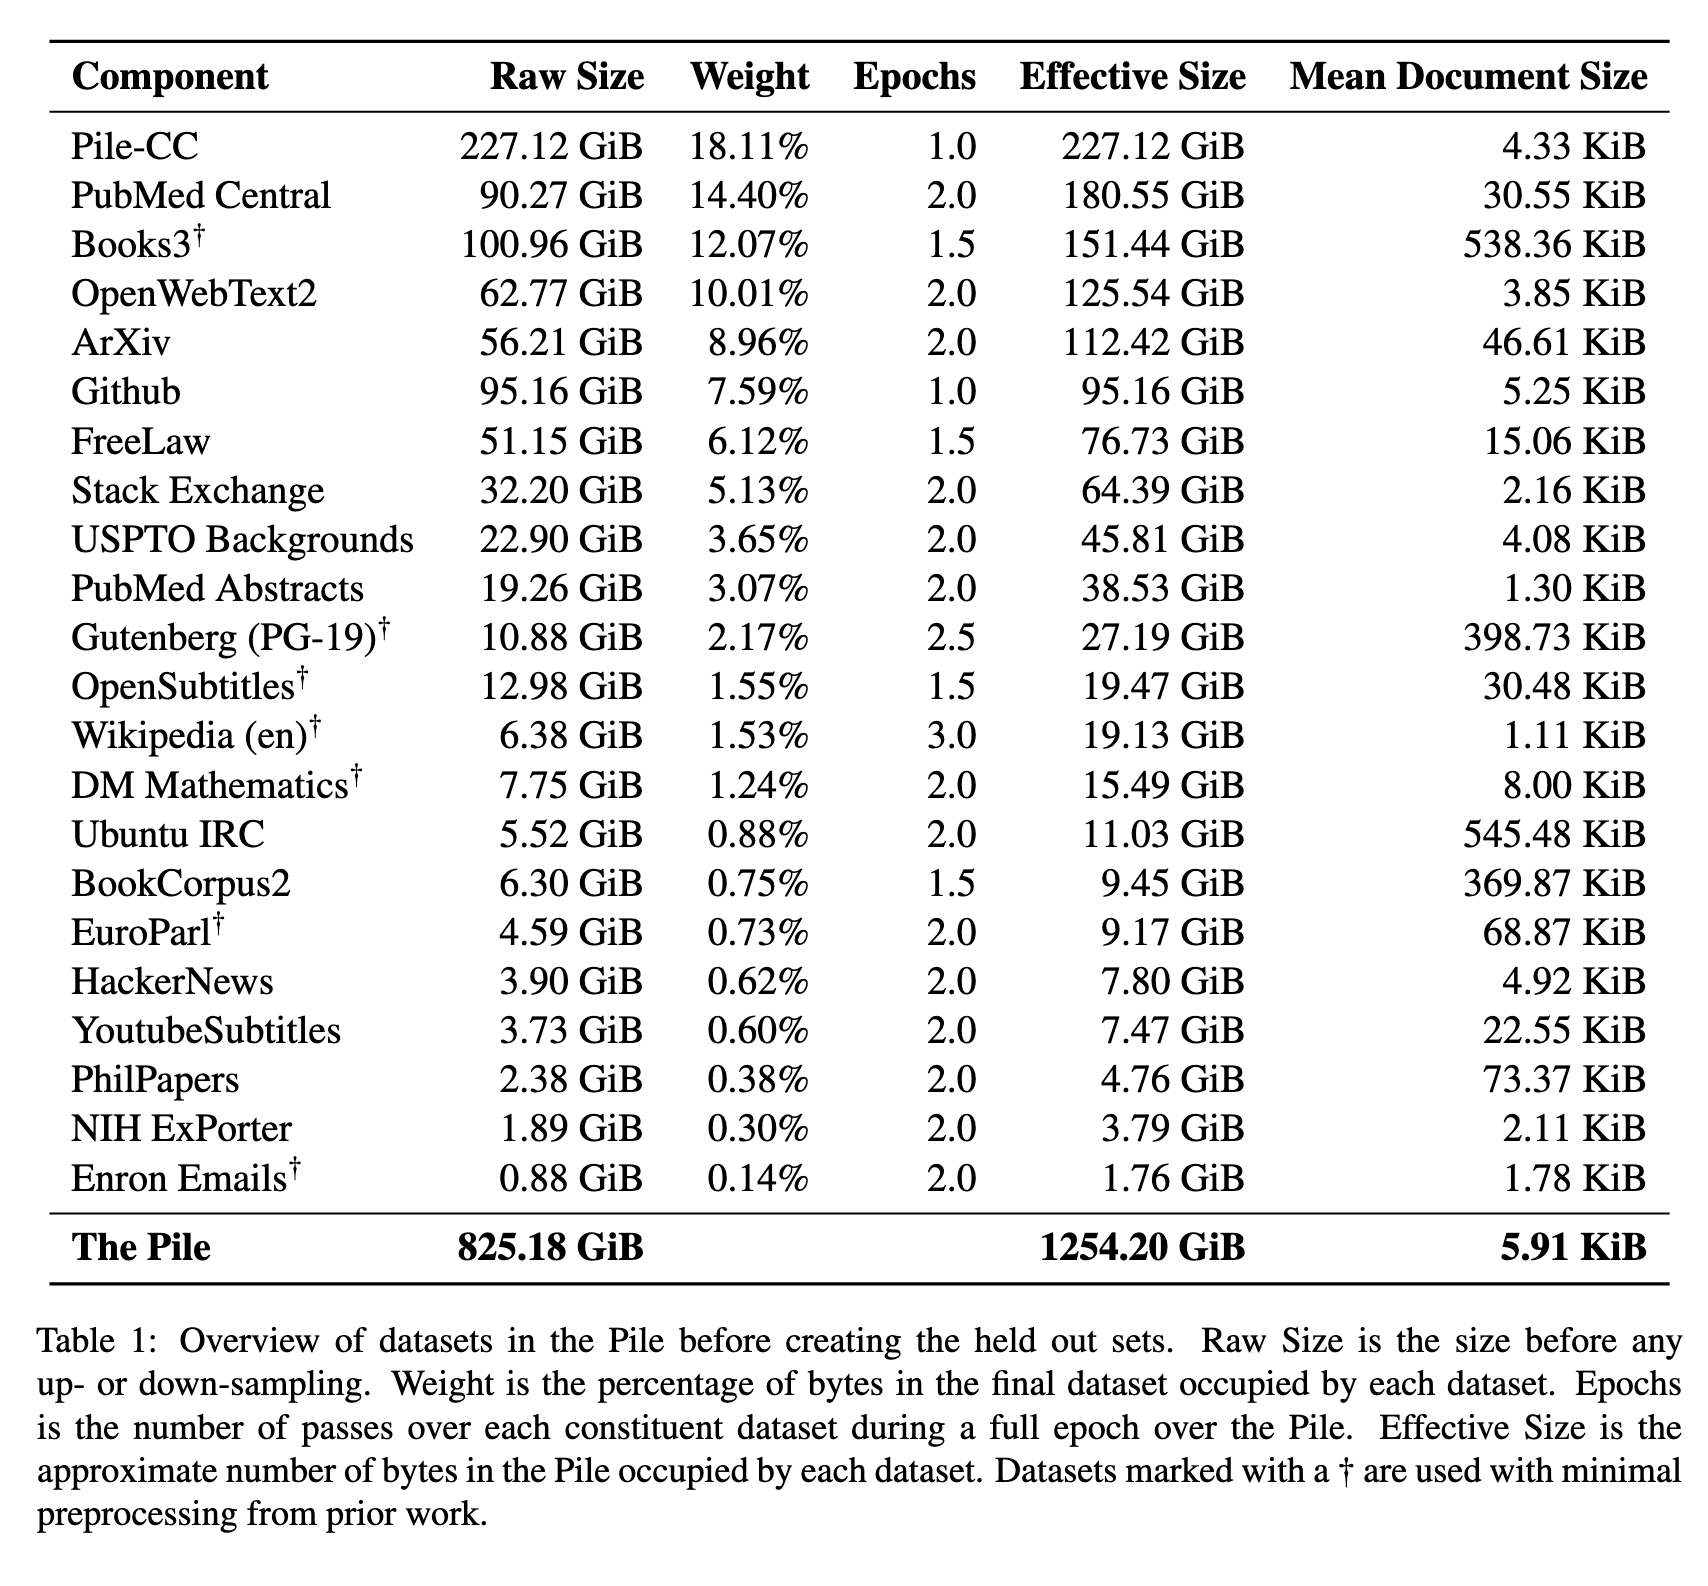 Component Raw Size Weight Epochs Effective Size Mean Document Size
Pile-CC 227.12 GiB 18.11% 1.0 227.12 GiB 4.33 KiB
PubMed Central 90.27 GiB 14.40% 2.0 180.55 GiB 30.55 KiB
Books3† 100.96 GiB 12.07% 1.5 151.44 GiB 538.36 KiB
OpenWebText2 62.77 GiB 10.01% 2.0 125.54 GiB 3.85 KiB
ArXiv 56.21 GiB 8.96% 2.0 112.42 GiB 46.61 KiB
Github 95.16 GiB 7.59% 1.0 95.16 GiB 5.25 KiB
FreeLaw 51.15 GiB 6.12% 1.5 76.73 GiB 15.06 KiB
Stack Exchange 32.20 GiB 5.13% 2.0 64.39 GiB 2.16 KiB
USPTO Backgrounds 22.90 GiB 3.65% 2.0 45.81 GiB 4.08 KiB
PubMed Abstracts 19.26 GiB 3.07% 2.0 38.53 GiB 1.30 KiB
Gutenberg (PG-19)† 10.88 GiB 2.17% 2.5 27.19 GiB 398.73 KiB
OpenSubtitles† 12.98 GiB 1.55% 1.5 19.47 GiB 30.48 KiB
Wikipedia (en)† 6.38 GiB 1.53% 3.0 19.13 GiB 1.11 KiB
DM Mathematics† 7.75 GiB 1.24% 2.0 15.49 GiB 8.00 KiB
Ubuntu IRC 5.52 GiB 0.88% 2.0 11.03 GiB 545.48 KiB
BookCorpus2 6.30 GiB 0.75% 1.5 9.45 GiB 369.87 KiB
EuroParl† 4.59 GiB 0.73% 2.0 9.17 GiB 68.87 KiB
HackerNews 3.90 GiB 0.62% 2.0 7.80 GiB 4.92 KiB
YoutubeSubtitles 3.73 GiB 0.60% 2.0 7.47 GiB 22.55 KiB
PhilPapers 2.38 GiB 0.38% 2.0 4.76 GiB 73.37 KiB
NIH ExPorter 1.89 GiB 0.30% 2.0 3.79 GiB 2.11 KiB
Enron Emails† 0.88 GiB 0.14% 2.0 1.76 GiB 1.78 KiB
The Pile 825.18 GiB 1254.20 GiB 5.91 KiB
Table 1: Overview of datasets in the Pile before creating the held out sets. Raw Size is the size before any
up- or down-sampling. Weight is the percentage of bytes in the final dataset occupied by each dataset. Epochs
is the number of passes over each constituent dataset during a full epoch over the Pile. Effective Size is the
approximate number of bytes in the Pile occupied by each dataset. Datasets marked with a † are used with minimal
preprocessing from prior work.